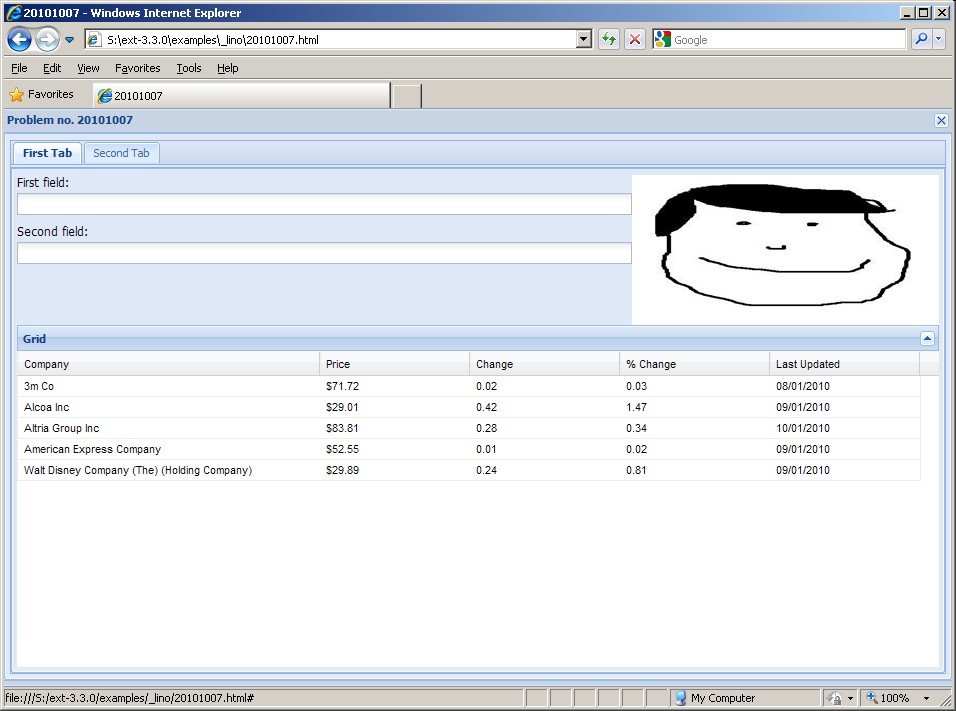 20101007 - Windows Internet Explorer
S:\ext-3.3.0\examples\_lino\20101007.html
Google
File Edit View Favorites Tools Help
Favorites 20101007
Problem no. 20101007
First Tab Second Tab
First field:
Second field:
Grid
Company Price Change % Change Last Updated
3m Co $71.72 0.02 0.03 08/01/2010
Alcoa Inc $29.01 0.42 1.47 09/01/2010
Altria Group Inc $83.81 0.28 0.34 10/01/2010
American Express Company $52.55 0.01 0.02 09/01/2010
Walt Disney Company (The) (Holding Company) $29.89 0.24 0.81 09/01/2010
file:///S:/ext-3.3.0/examples/_lino/20101007.html# My Computer 100%